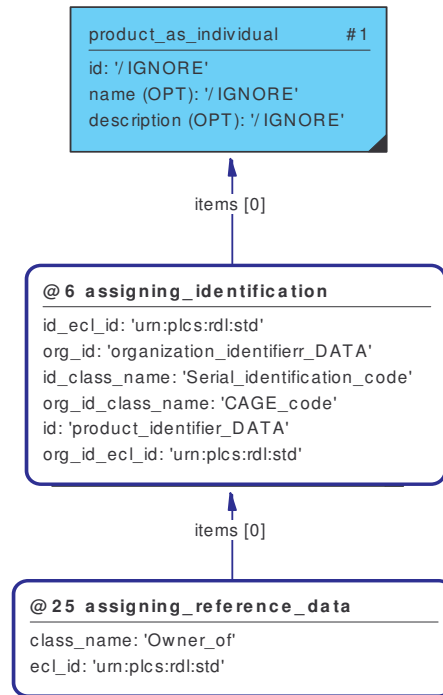 product_as_individual #1
id: '/IGNORE'
name (OPT): '/IGNORE'
description (OPT): '/IGNORE'
items [0]
@6 assigning_identification
id_ecl_id: 'urn:plcs:rdl:std'
org_id: 'organization_identifierr_DATA'
id_class_name: 'Serial_identification_code'
org_id_class_name: 'CAGE_code'
id: 'product_identifier_DATA'
org_id_ecl_id: 'urn:plcs:rdl:std'
items [0]
@25 assigning_reference_data
class_name: 'Owner_of'
ecl_id: 'urn:plcs:rdl:std'